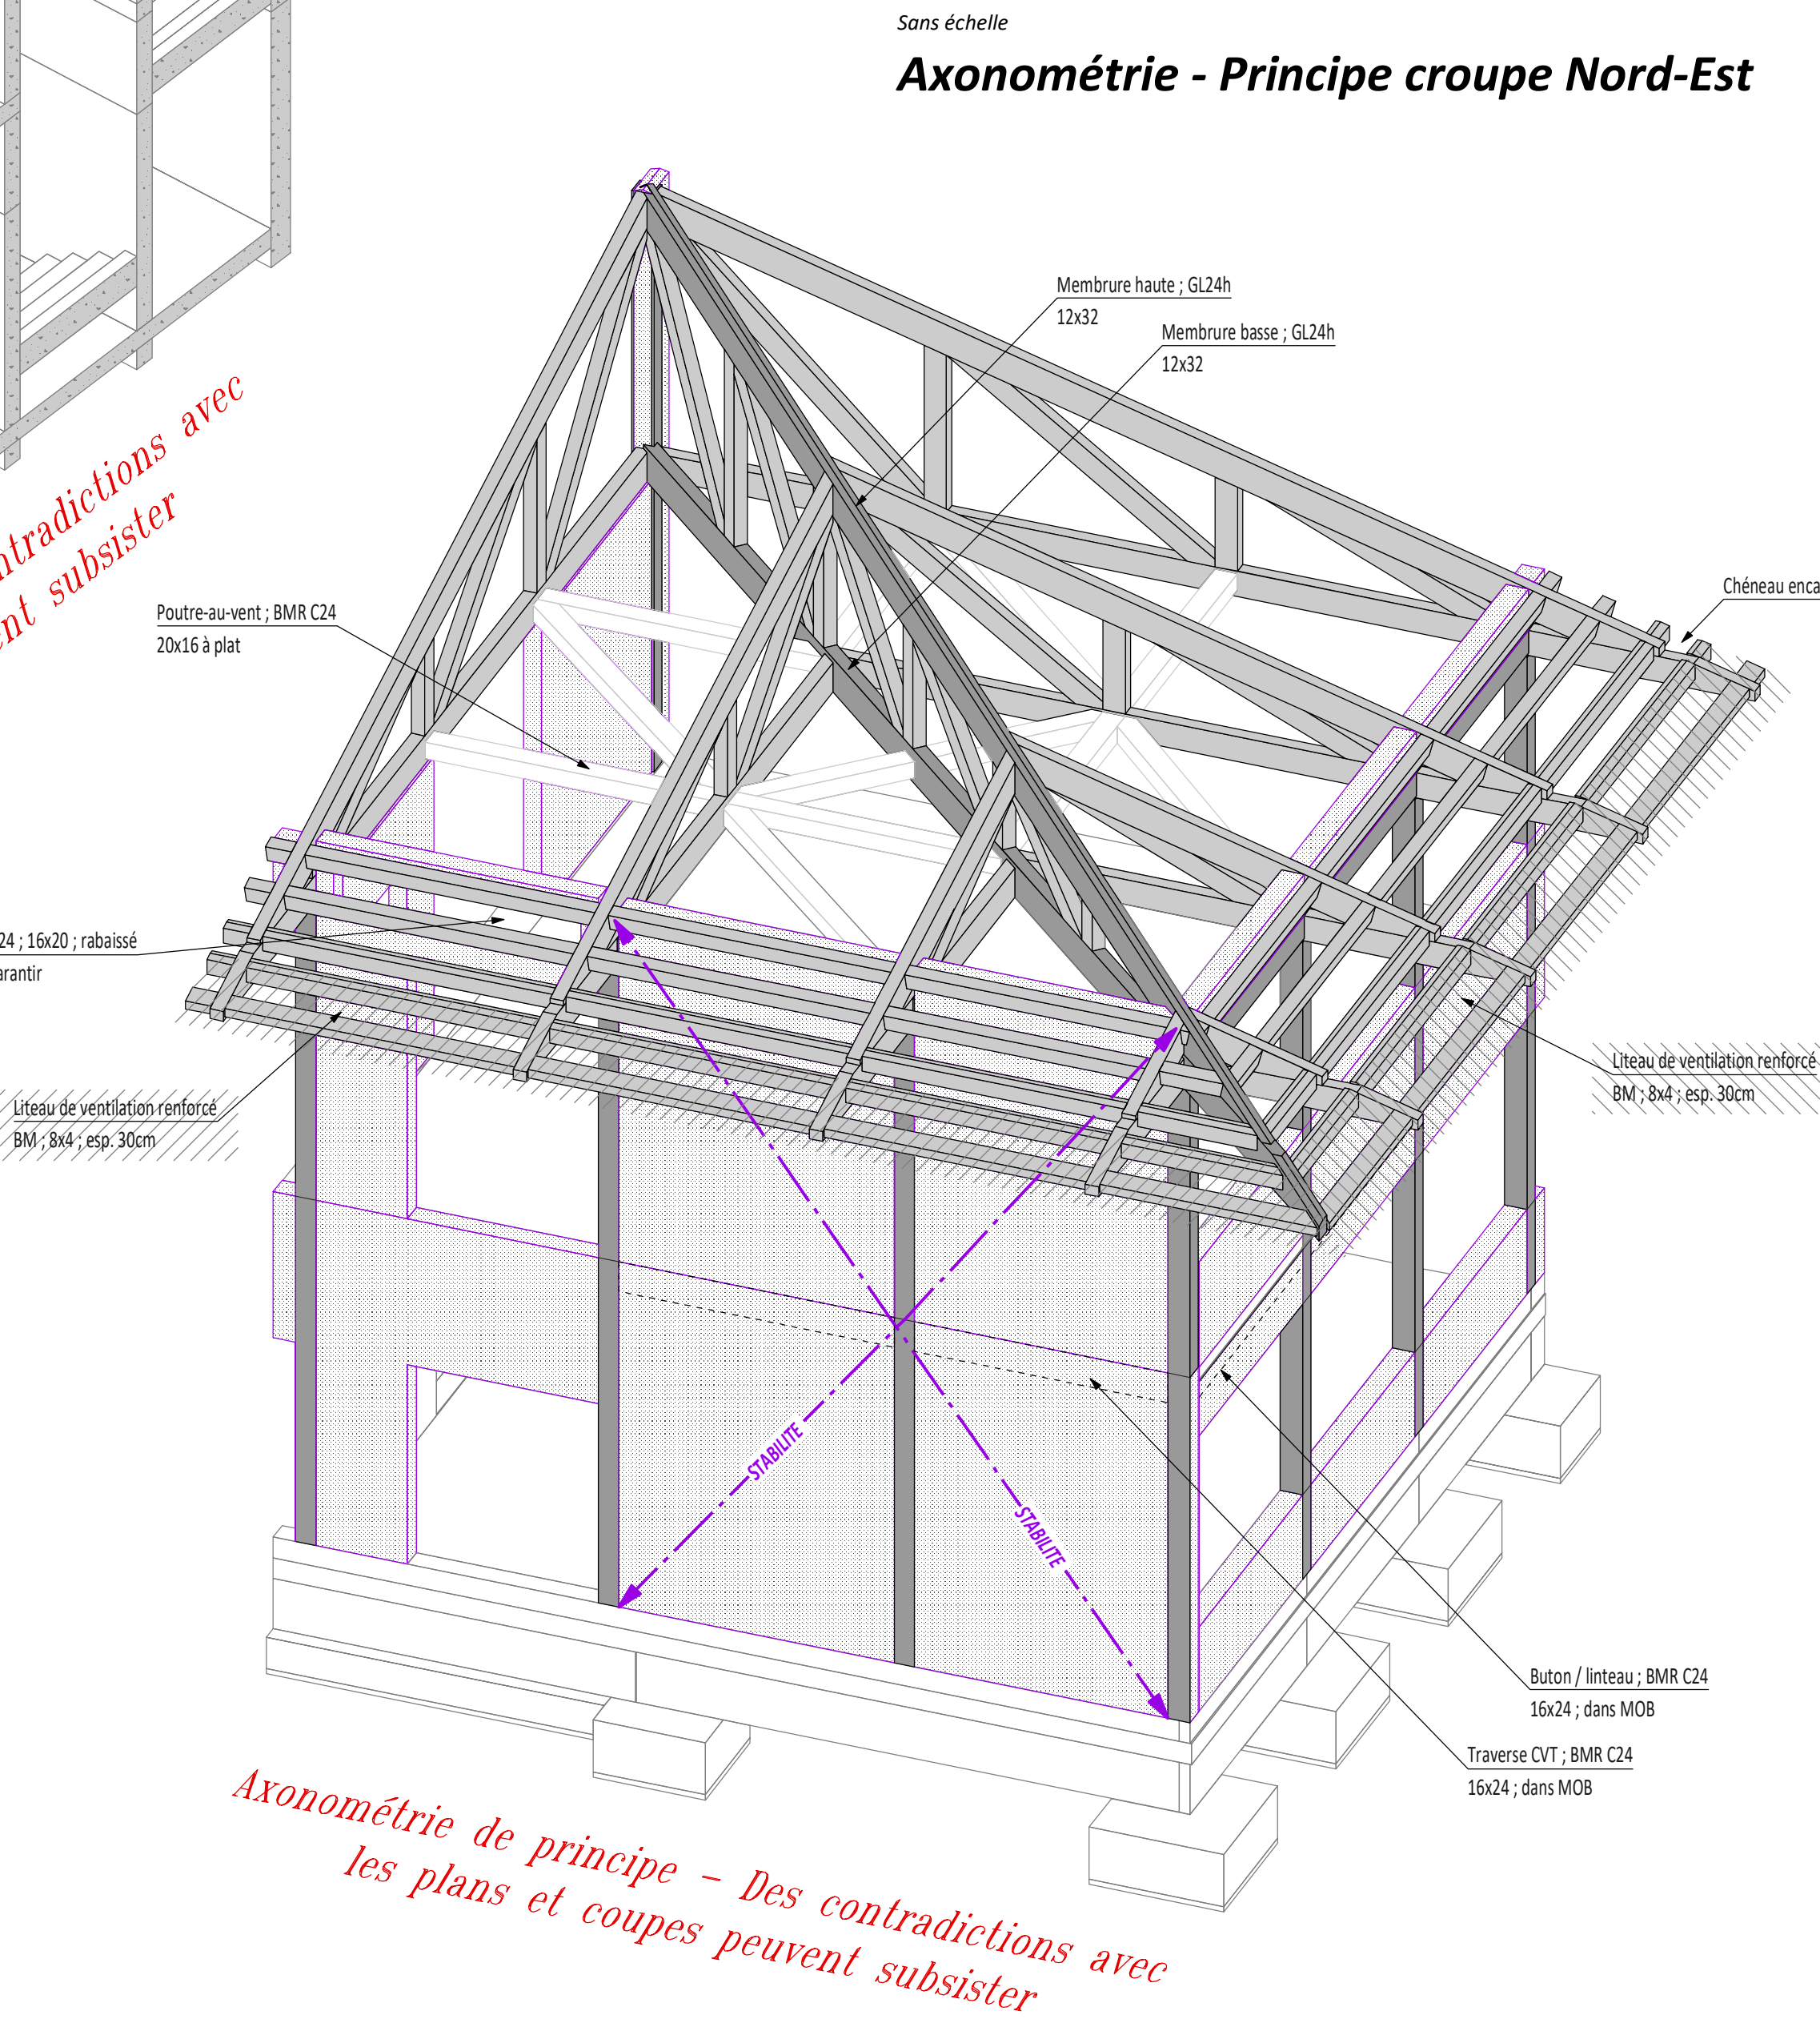 Sans échelle
Axonométrie - Principe croupe Nord-Est
Membrure haute ; GL24h
12x32
Membrure basse ; GL24h
12x32
Chéneau enca
avec
contradictions
subsister
Poutre-au-vent ; BMR C24
20x16 à plat
24 ; 16x20 ; rabaissé
arantir
Liteau de ventilation renforcé
BM ; 8x4 ; esp. 30cm
Liteau de ventilation renforcé
BM ; 8x4 ; esp. 30cm
STABILITE
STABILITE
Buton / linteau ; BMR C24
16x24 ; dans MOB
Traverse CVT ; BMR C24
16x24 ; dans MOB
Axonométrie de principe - Des contradictions avec
les plans et coupes peuvent subsister